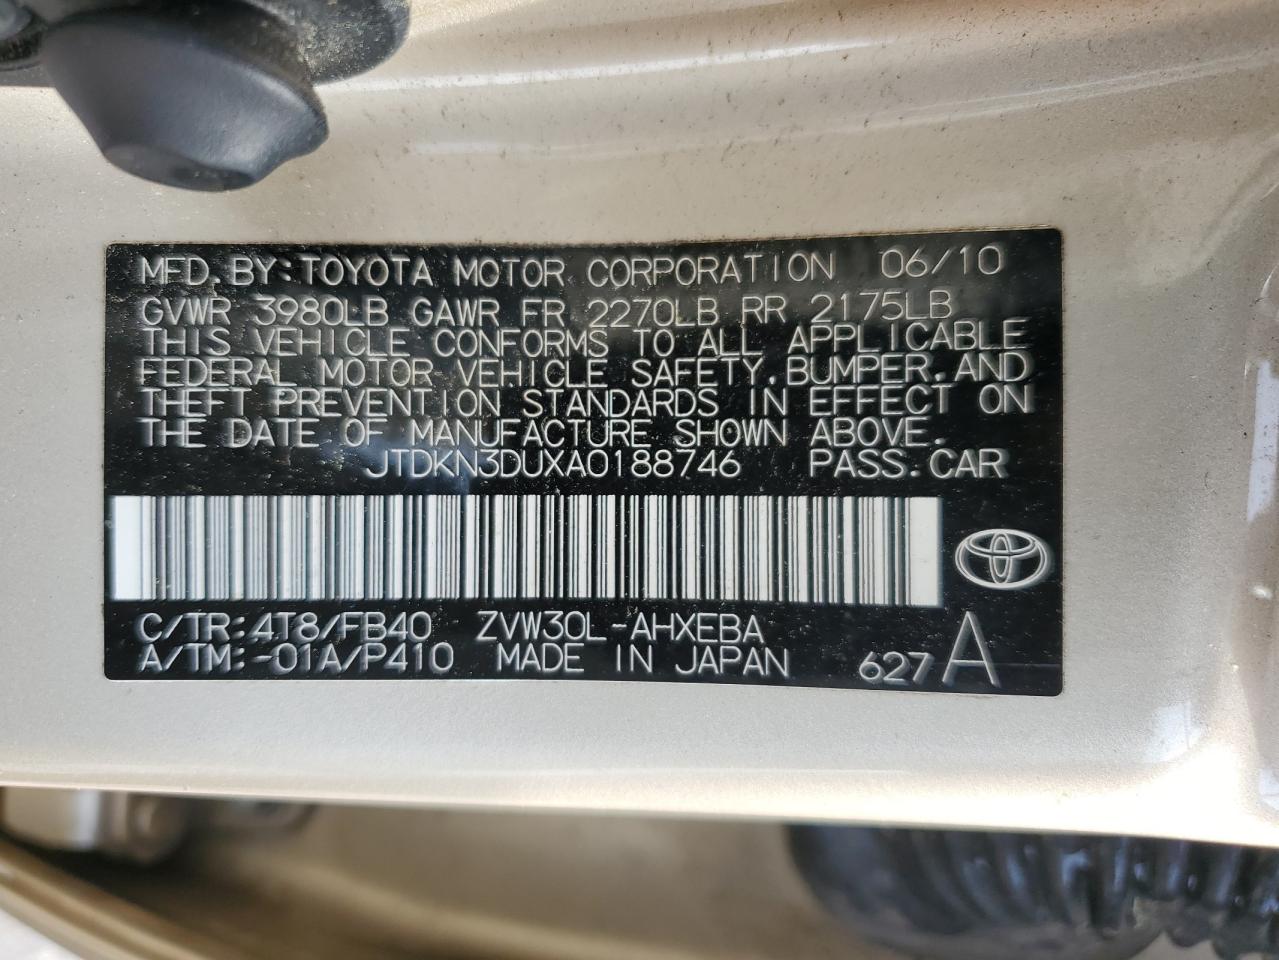 MFD. BY: TOYOTA MOTOR CORPORATION 06/10
GVWR 3980LB GAWR FR 2270LB RR 2175LB
THIS VEHICLE CONFORMS TO ALL APPLICABLE
FEDERAL MOTOR VEHICLE SAFETY, BUMPER, AND
THEFT PREVENTION STANDARDS IN EFFECT ON
THE DATE OF MANUFACTURE SHOWN ABOVE.
JTDKN3DUXA0188746 PASS. CAR
C/TR: 4T8/FB40 ZVW30L-AHXEBA
A/TM: -01A/P410 MADE IN JAPAN 627 A